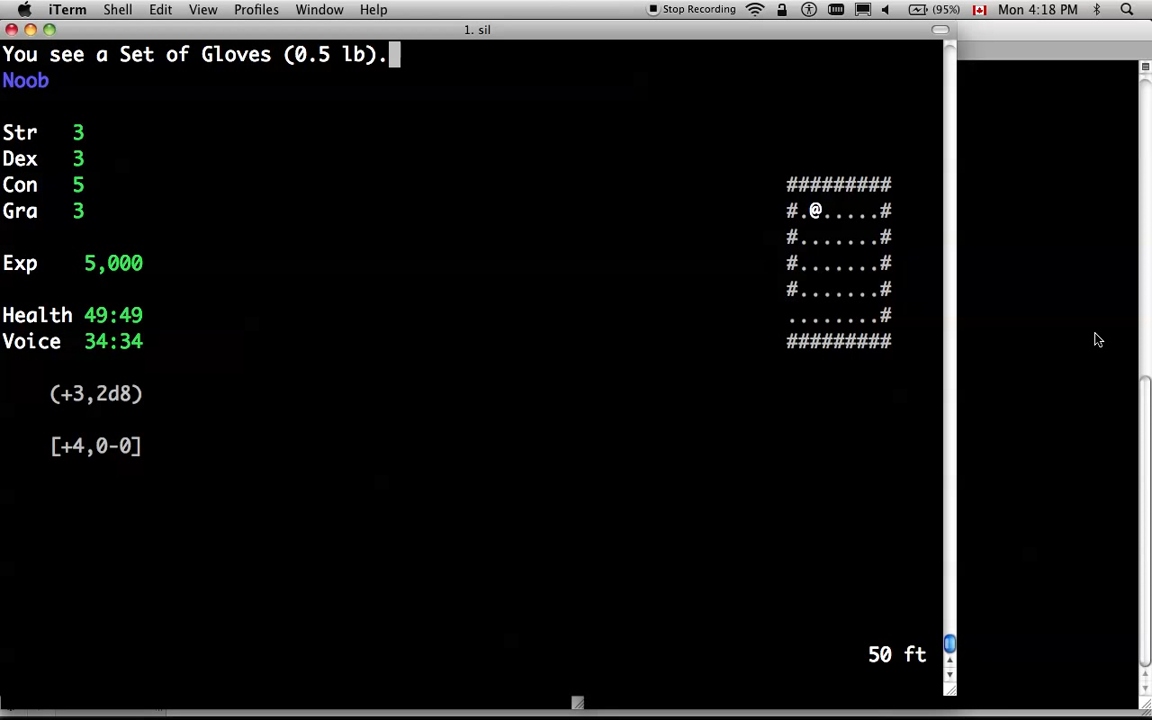 iTerm Shell Edit View Profiles Window Help Stop Recording (95%) Mon 4:18 PM
1. sil
You see a Set of Gloves (0.5 lb).
Noob
Str 3
Dex 3
Con 5
#########
Gra 3
#.@.....#
#.......#
Exp 5,000
#.......#
#.......#
Health 49:49
........#
Voice 34:34
#########
(+3,2d8)
[+4,0-0]
50 ft